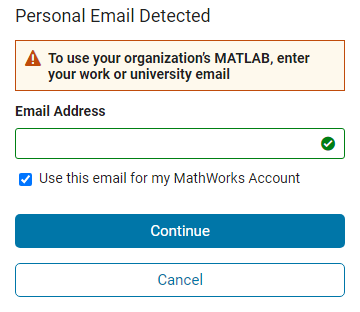 Personal Email Detected
To use your organization's MATLAB, enter
your work or university email
Email Address
Use this email for my MathWorks Account
Continue
Cancel